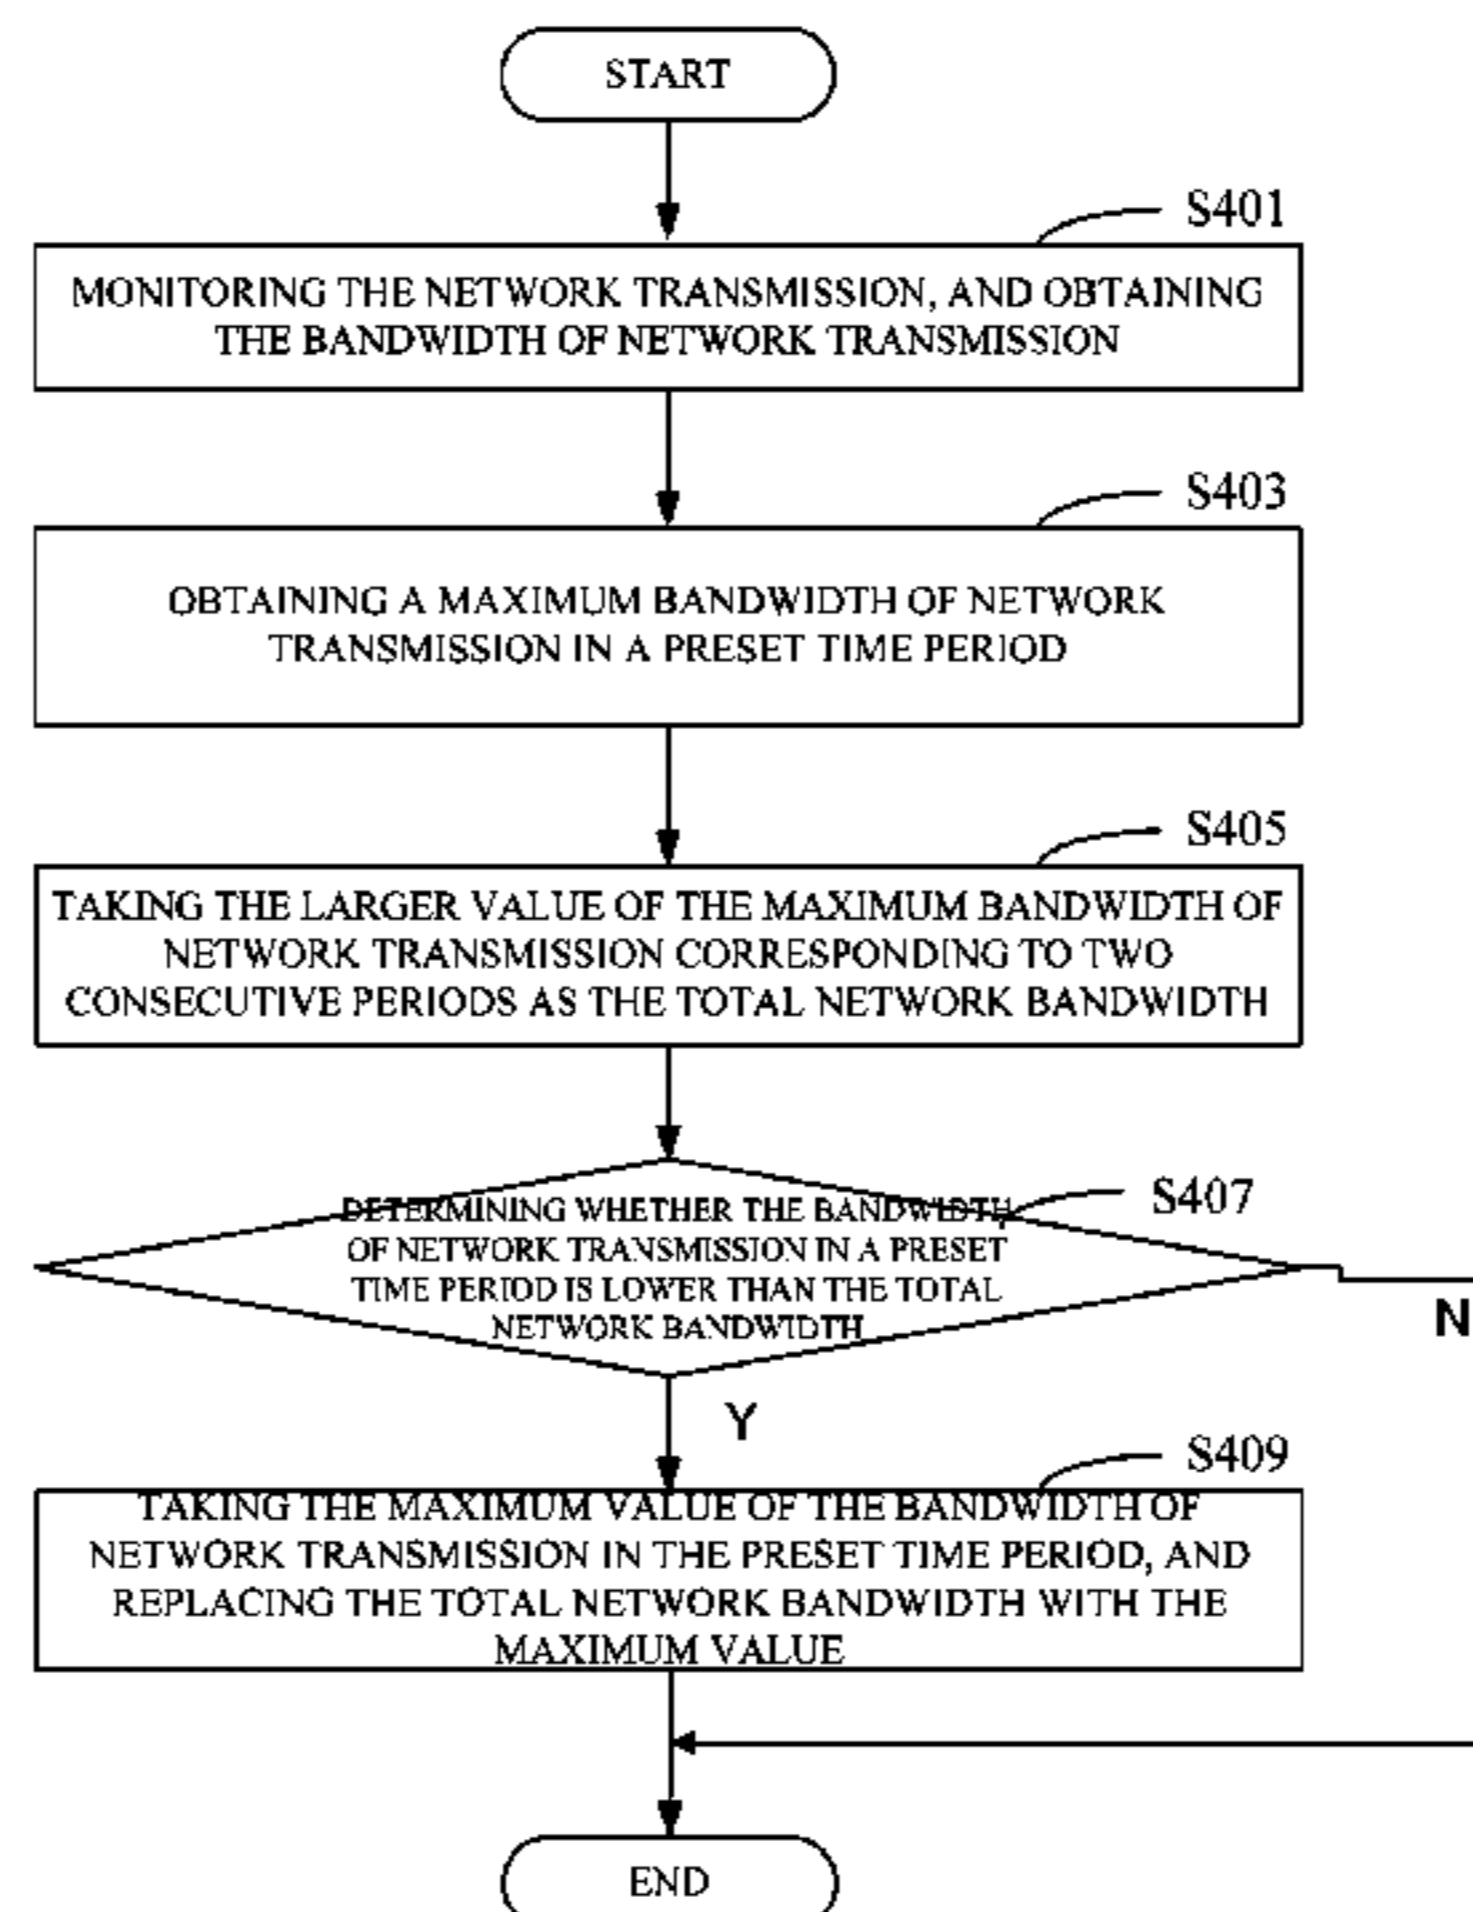 START
S401
MONITORING THE NETWORK TRANSMISSION, AND OBTAINING
THE BANDWIDTH OF NETWORK TRANSMISSION
S403
OBTAINING A MAXIMUM BANDWIDTH OF NETWORK
TRANSMISSION IN A PRESET TIME PERIOD
S405
TAKING THE LARGER VALUE OF THE MAXIMUM BANDWIDTH OF
NETWORK TRANSMISSION CORRESPONDING TO TWO
CONSECUTIVE PERIODS AS THE TOTAL NETWORK BANDWIDTH
S407
DETERMINING WHETHER THE BANDWIDTH
OF NETWORK TRANSMISSION IN A PRESET
TIME PERIOD IS LOWER THAN THE TOTAL
NETWORK BANDWIDTH
N
Y
S409
TAKING THE MAXIMUM VALUE OF THE BANDWIDTH OF
NETWORK TRANSMISSION IN THE PRESET TIME PERIOD, AND
REPLACING THE TOTAL NETWORK BANDWIDTH WITH THE
MAXIMUM VALUE
END